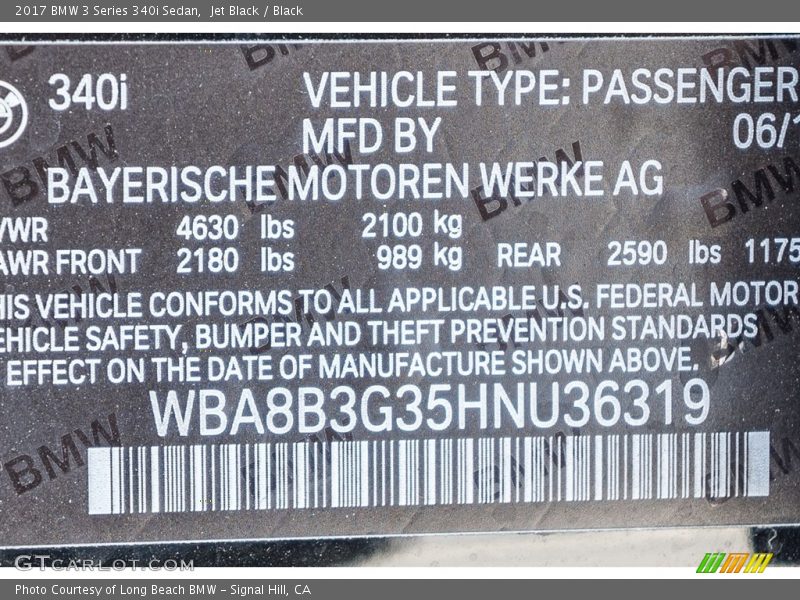 2017 BMW 3 Series 340i Sedan, Jet Black / Black
340i
VEHICLE TYPE: PASSENGER
MFD BY
06/1
BAYERISCHE MOTOREN WERKE AG
VWR 4630 lbs 2100 kg
AWR FRONT 2180 lbs 989 kg REAR 2590 lbs 1175
HIS VEHICLE CONFORMS TO ALL APPLICABLE U.S. FEDERAL MOTOR
EHICLE SAFETY, BUMPER AND THEFT PREVENTION STANDARDS
EFFECT ON THE DATE OF MANUFACTURE SHOWN ABOVE.
WBA8B3G35HNU36319
GTcarlot.com
Photo Courtesy of Long Beach BMW – Signal Hill, CA